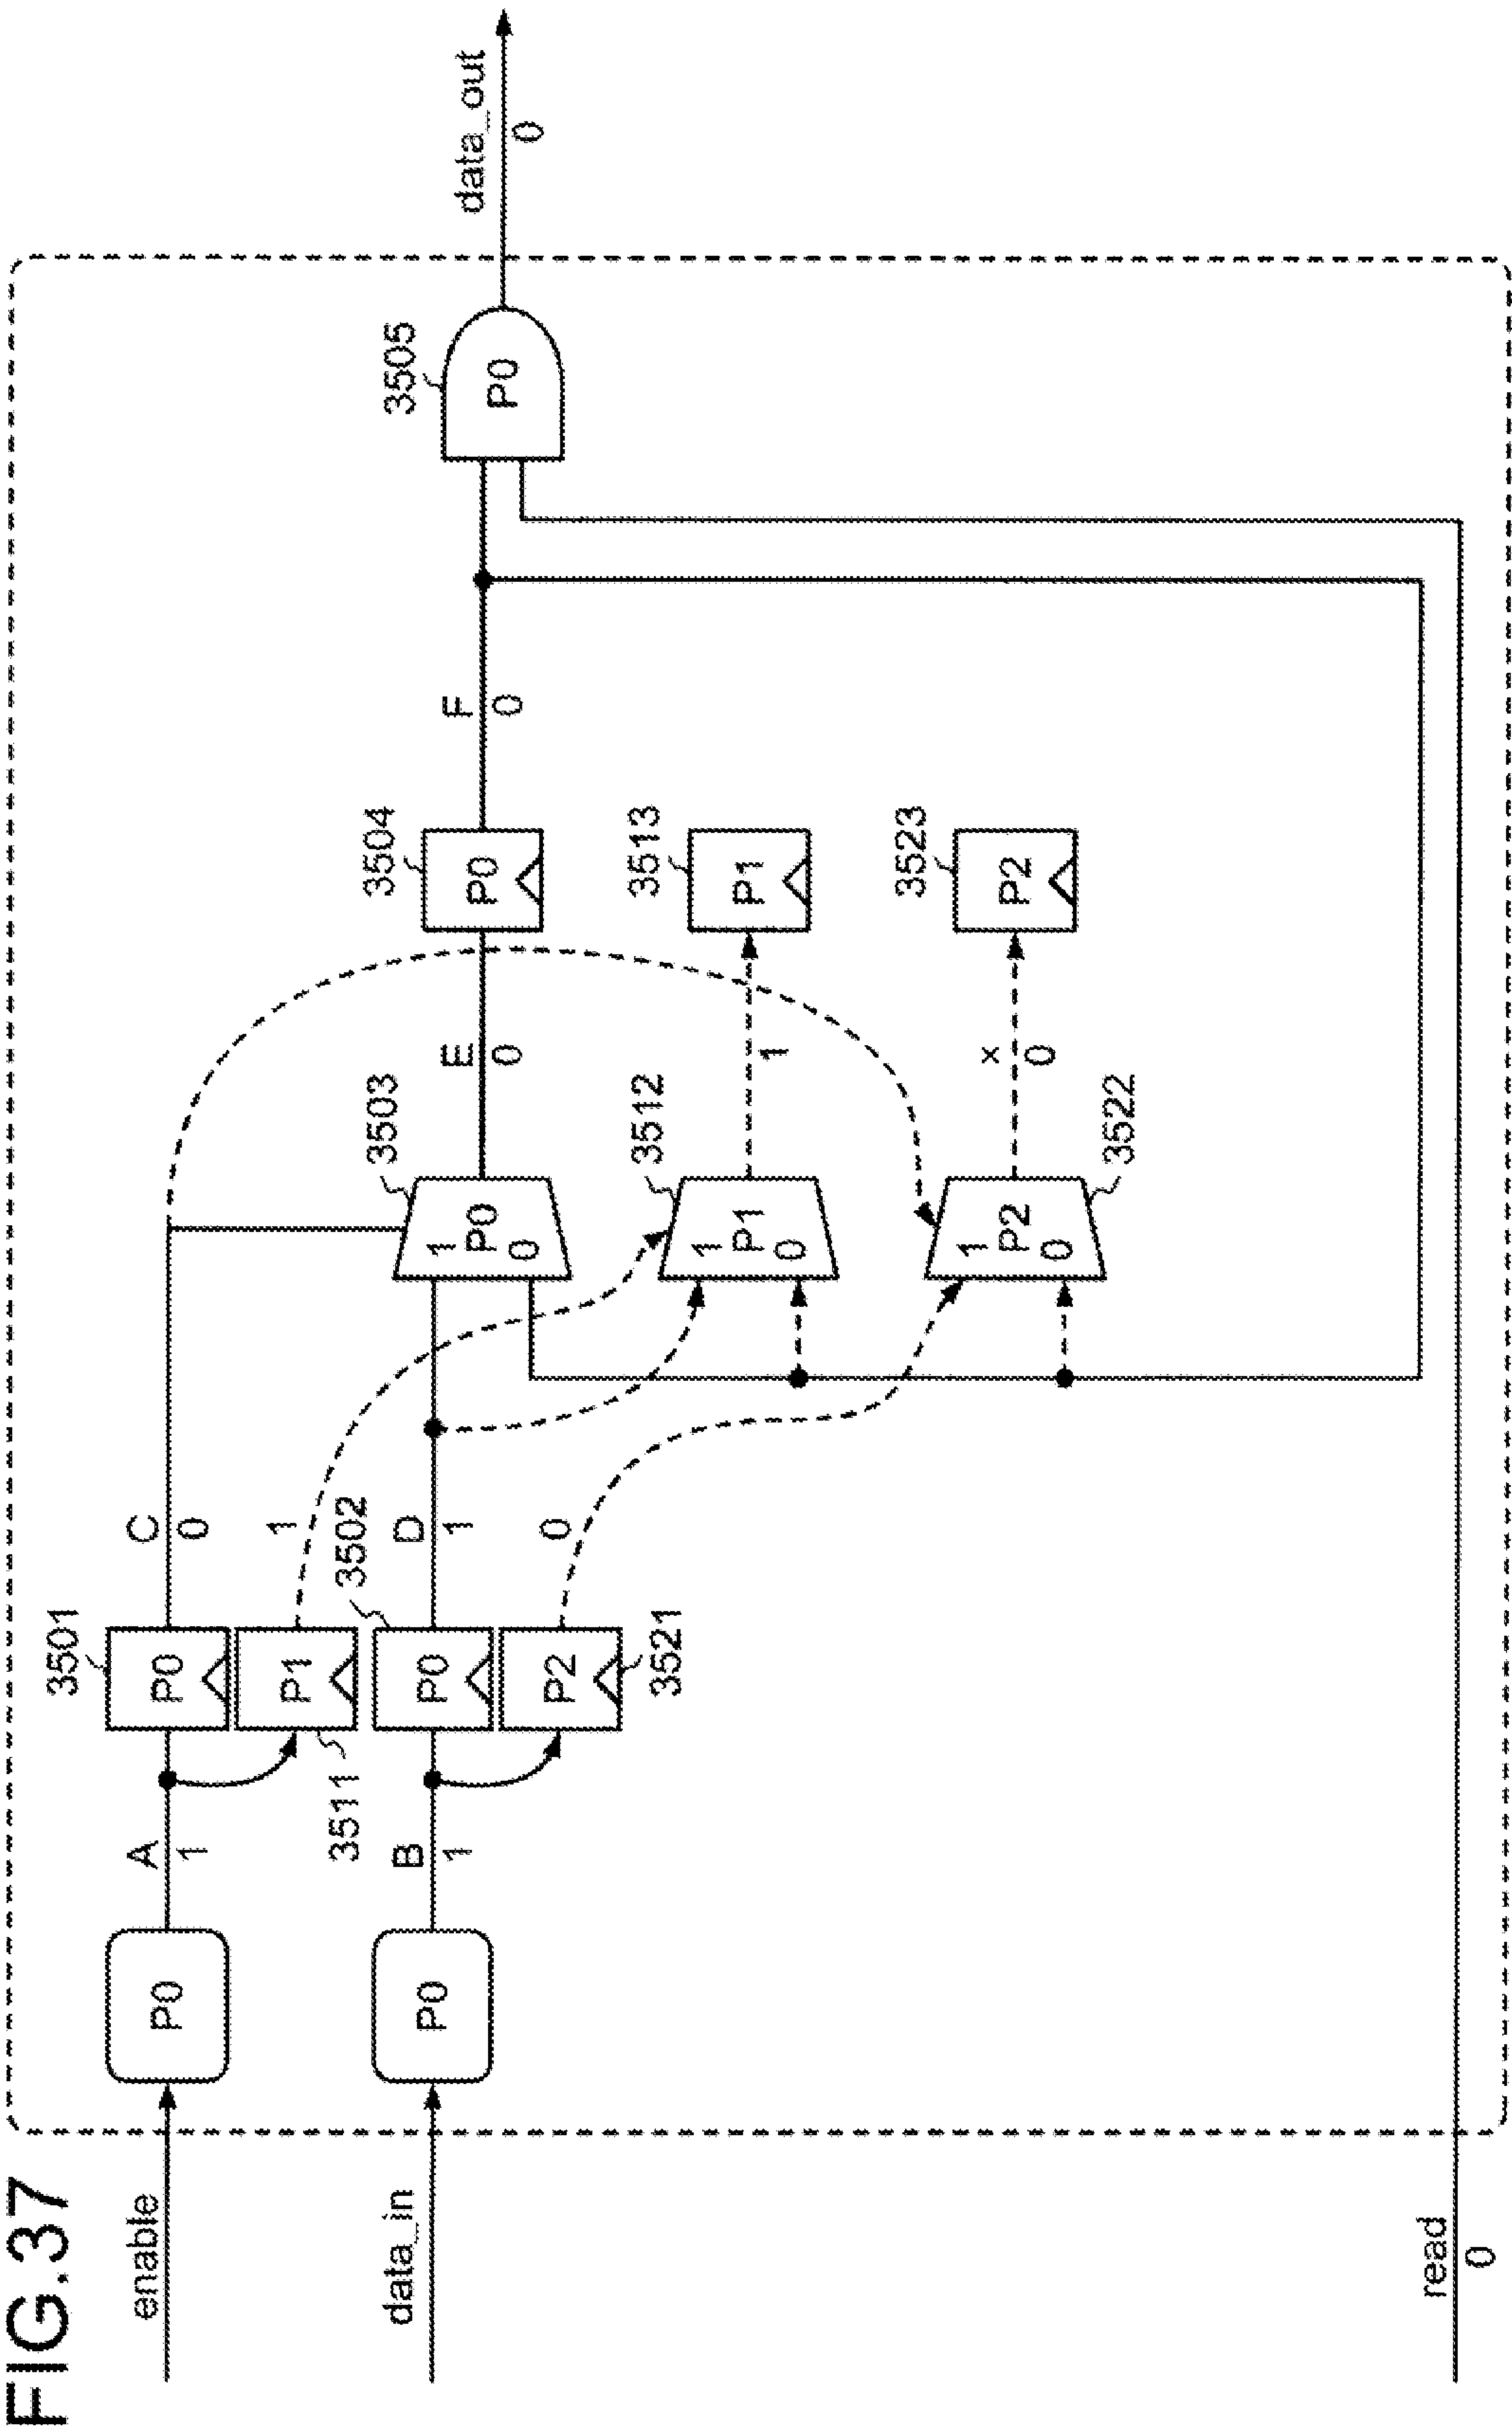 FIG.37
enable
P0
A
1
3501
P0
C
0
3511
P1
1
data_in
P0
B
1
3502
P0
D
1
P2
3521
0
3503
1
P0
0
E
0
3504
P0
F
0
3505
P0
data_out
0
3512
1
P1
0
1
3513
P1
1
P2
0
3522
x
0
3523
P2
read
0